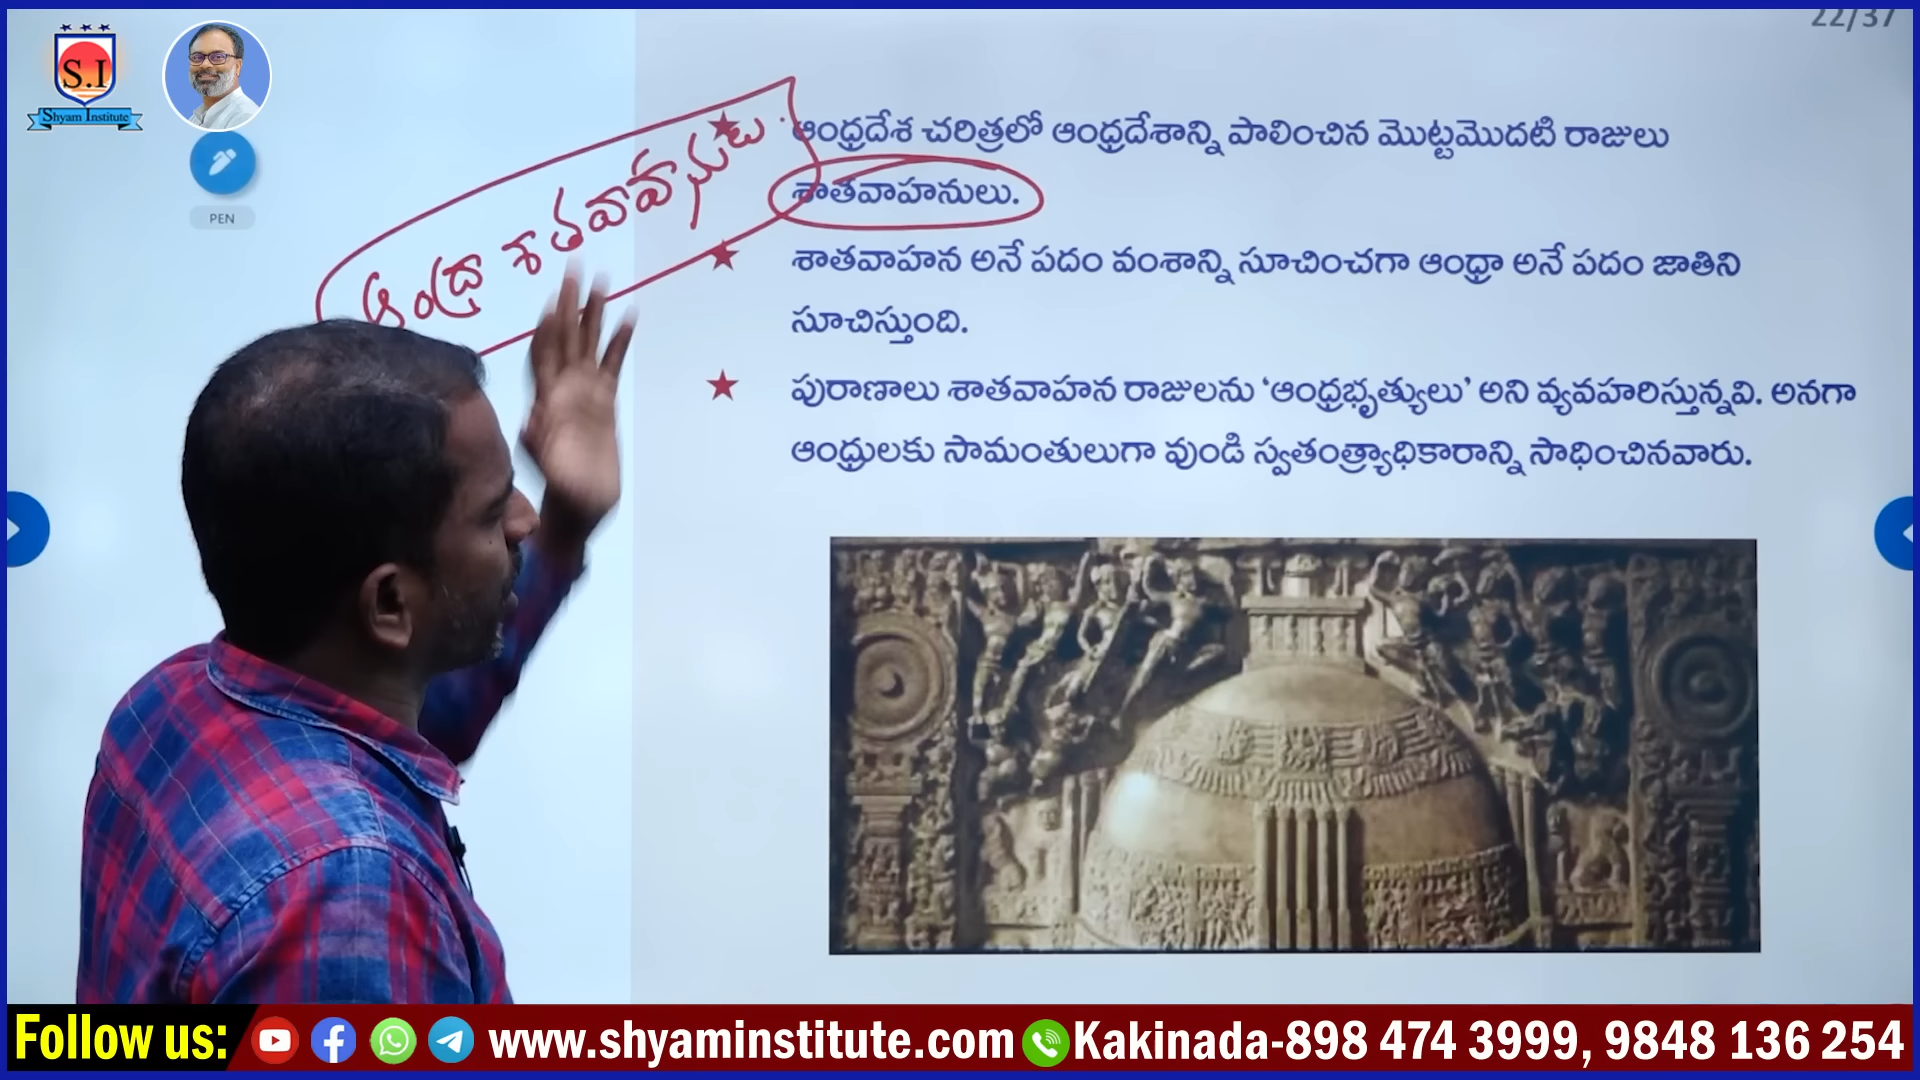 22/37
S.I
Shyam Institute
PEN
ఆంధ్రా శాతవాహనులు
ఆంధ్రదేశ చరిత్రలో ఆంధ్రదేశాన్ని పాలించిన మొట్టమొదటి రాజులు
శాతవాహనులు.
శాతవాహన అనే పదం వంశాన్ని సూచించగా ఆంధ్రా అనే పదం జాతిని
సూచిస్తుంది.
పురాణాలు శాతవాహన రాజులను ‘ఆంధ్రభృత్యులు’ అని వ్యవహరిస్తున్నవి. అనగా
ఆంధ్రులకు సామంతులుగా వుండి స్వతంత్ర్యాధికారాన్ని సాధించినవారు.
Follow us: www.shyaminstitute.com Kakinada-898 474 3999, 9848 136 254